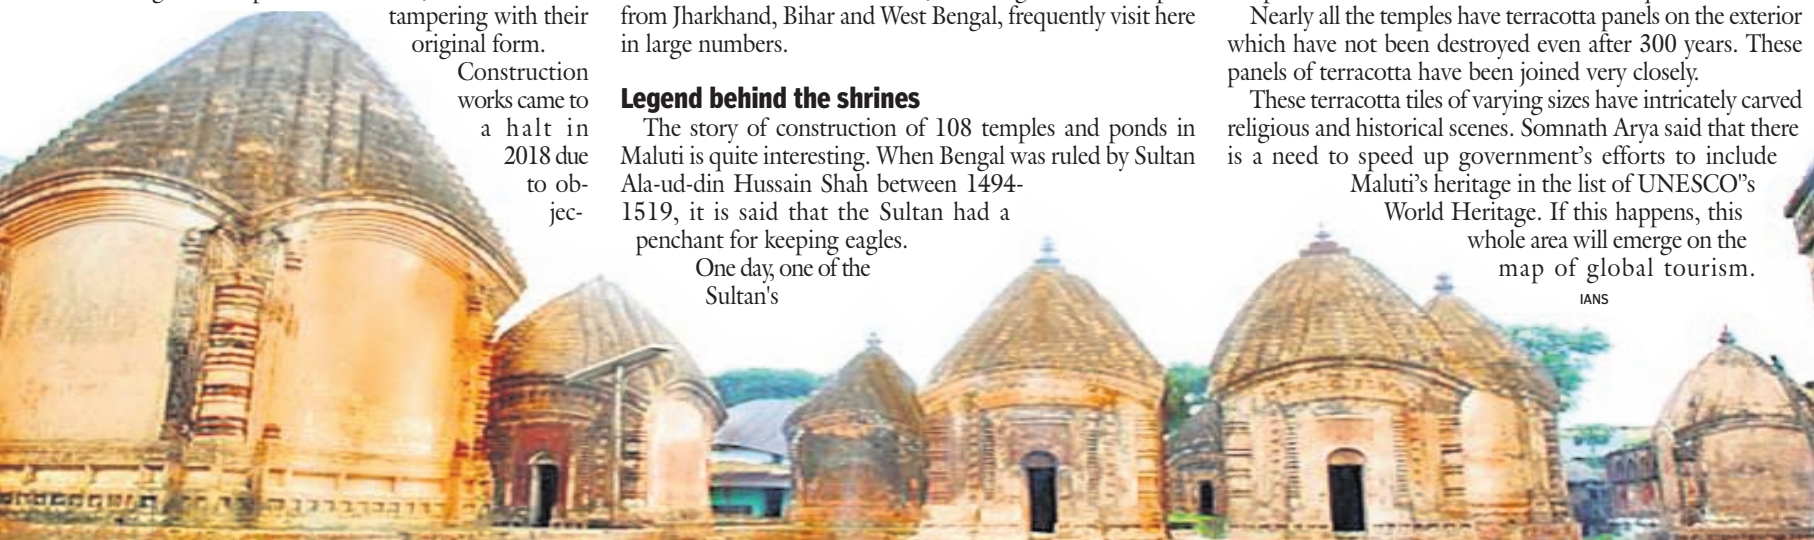 tampering with their
original form.
Construction
works came to
a halt in
2018 due
to ob-
jec-
from Jharkhand, Bihar and West Bengal, frequently visit here
in large numbers.
Legend behind the shrines
The story of construction of 108 temples and ponds in
Maluti is quite interesting. When Bengal was ruled by Sultan
Ala-ud-din Hussain Shah between 1494-
1519, it is said that the Sultan had a
penchant for keeping eagles.
One day, one of the
Sultan's
Nearly all the temples have terracotta panels on the exterior
which have not been destroyed even after 300 years. These
panels of terracotta have been joined very closely.
These terracotta tiles of varying sizes have intricately carved
religious and historical scenes. Somnath Arya said that there
is a need to speed up government's efforts to include
Maluti's heritage in the list of UNESCO"s
World Heritage. If this happens, this
whole area will emerge on the
map of global tourism.
IANS